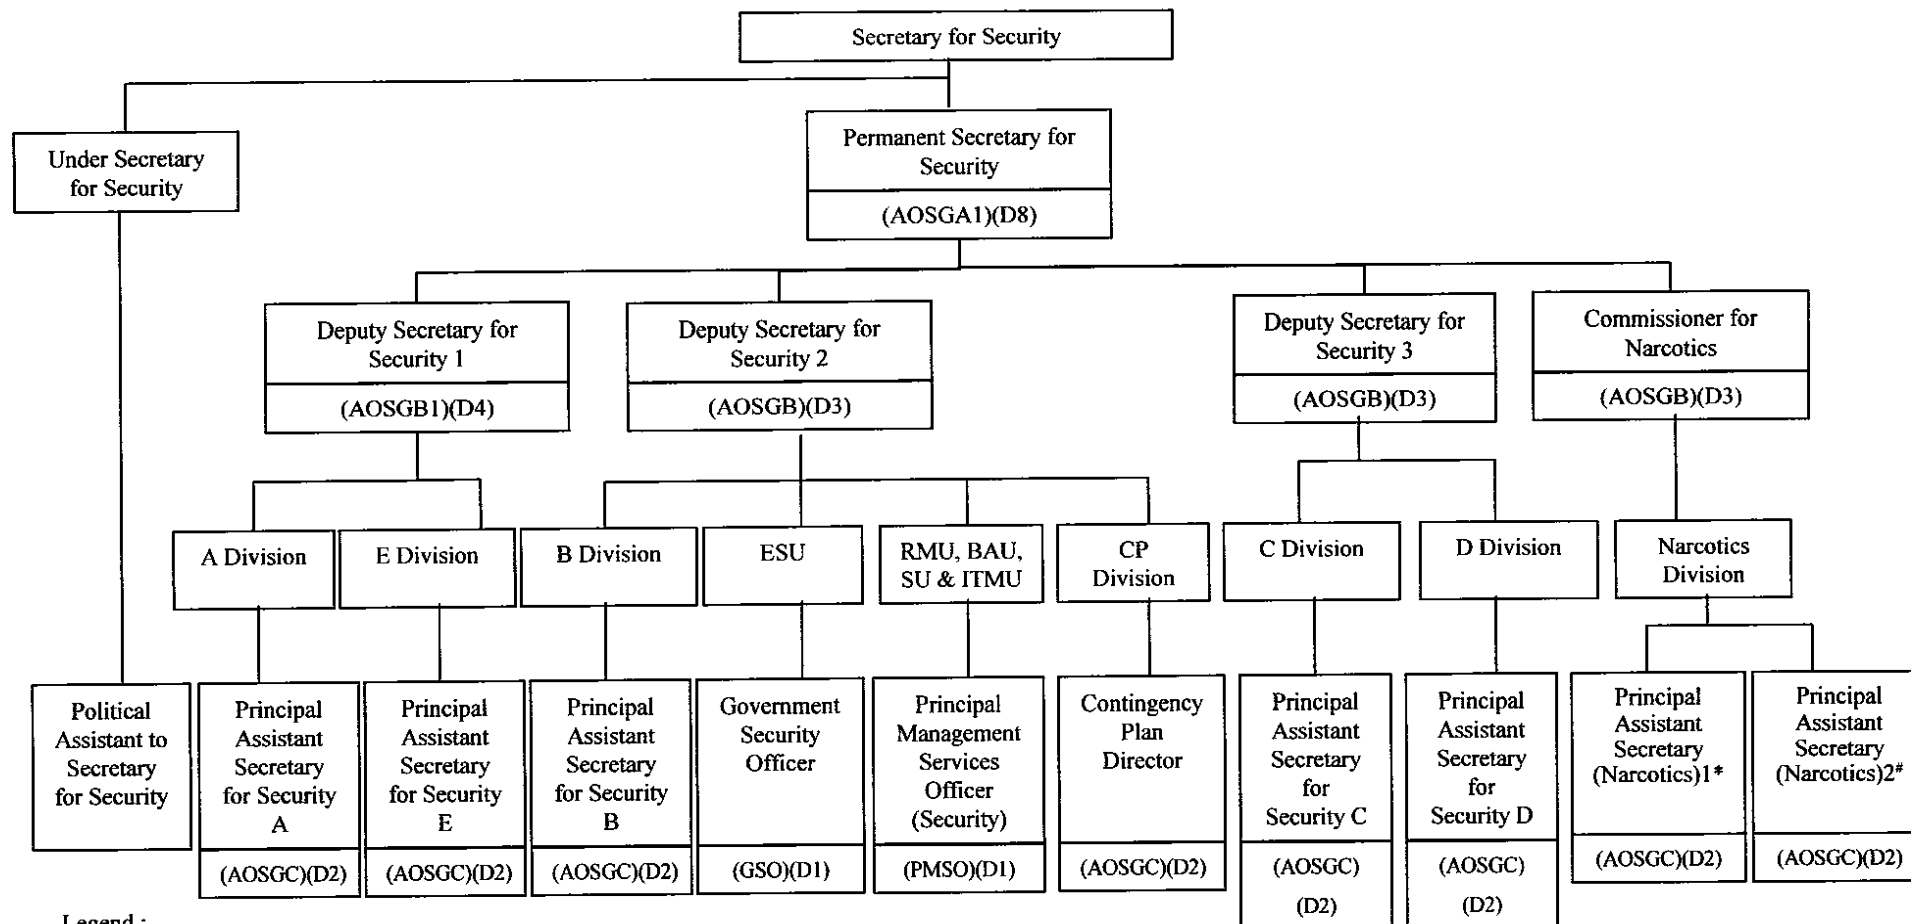 Secretary for Security
Under Secretary
for Security
Permanent Secretary for
Security
(AOSGA1)(D8)
Deputy Secretary for
Security 1
(AOSGB1)(D4)
Deputy Secretary for
Security 2
(AOSGB)(D3)
Deputy Secretary for
Security 3
(AOSGB)(D3)
Commissioner for
Narcotics
(AOSGB)(D3)
A Division
E Division
B Division
ESU
RMU, BAU,
SU & ITMU
CP
Division
C Division
D Division
Narcotics
Division
Political
Assistant to
Secretary
for Security
Principal
Assistant
Secretary
for Security
A
(AOSGC)(D2)
Principal
Assistant
Secretary
for Security
E
(AOSGC)(D2)
Principal
Assistant
Secretary
for Security
B
(AOSGC)(D2)
Government
Security
Officer
(GSO)(D1)
Principal
Management
Services
Officer
(Security)
(PMSO)(D1)
Contingency
Plan
Director
(AOSGC)(D2)
Principal
Assistant
Secretary
for
Security C
(AOSGC)
(D2)
Principal
Assistant
Secretary
for
Security D
(AOSGC)
(D2)
Principal
Assistant
Secretary
(Narcotics)1*
(AOSGC)(D2)
Principal
Assistant
Secretary
(Narcotics)2#
(AOSGC)(D2)
Legend :